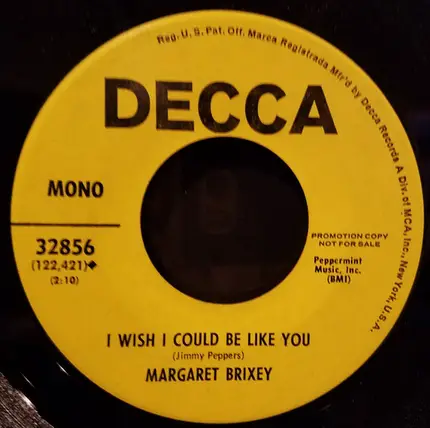 Reg. U.S. Pat. Off. Marca Registrada Mfr'd by Decca Records A Div. of MCA, Inc., New York, U.S.A.
DECCA
MONO
32856
(122,421)◆
(2:10)
PROMOTION COPY
NOT FOR SALE
Peppermint
Music, Inc.
(BMI)
I WISH I COULD BE LIKE YOU
(Jimmy Peppers)
MARGARET BRIXEY